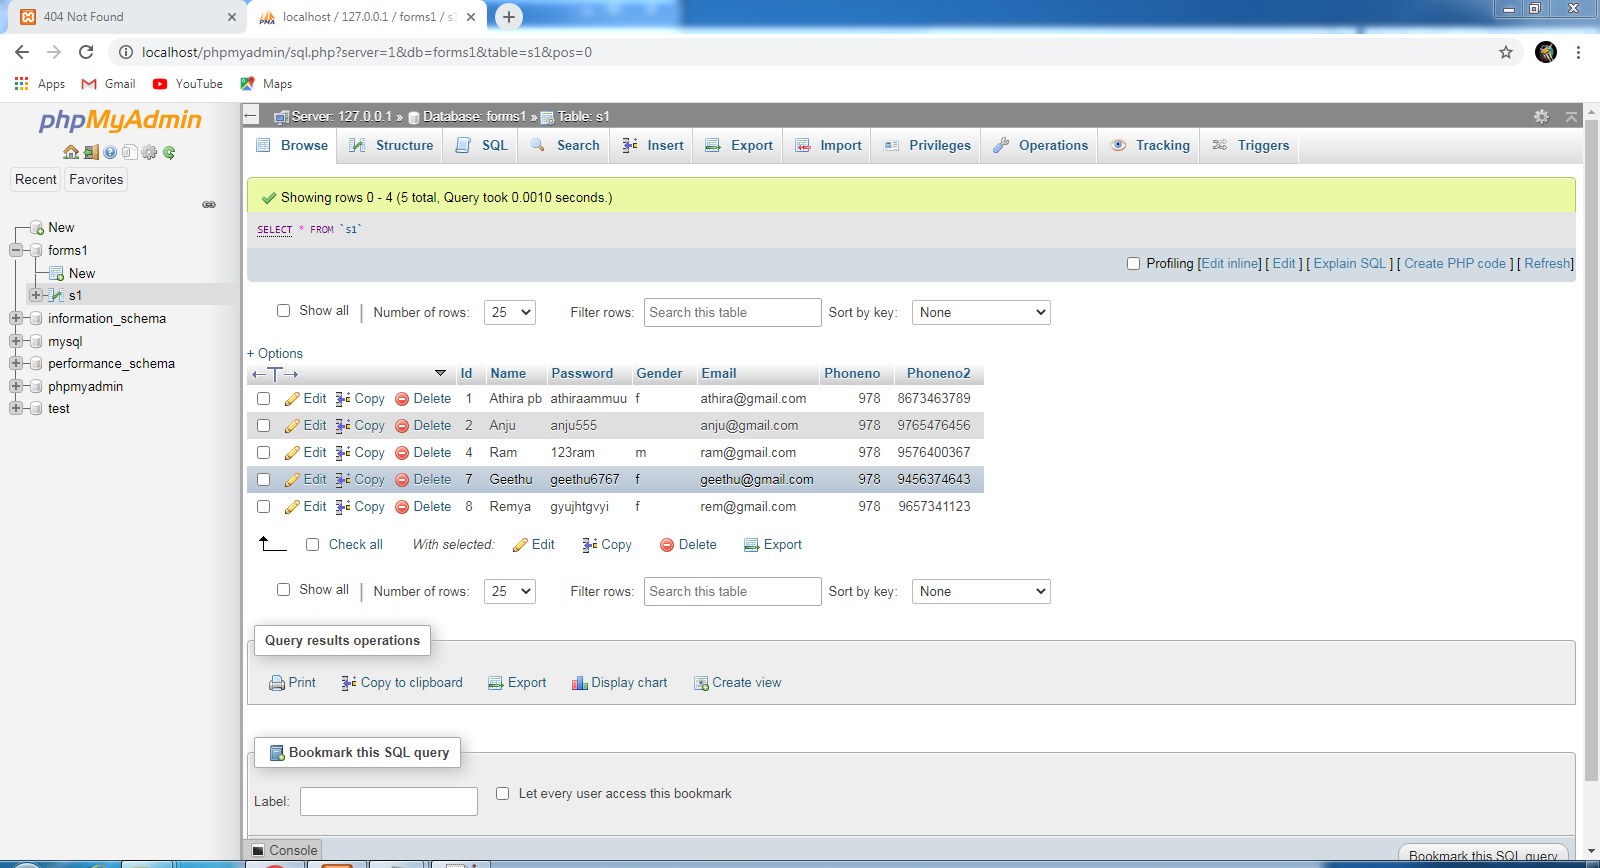 404 Not Found
localhost / 127.0.0.1 / forms1 / s1
localhost/phpmyadmin/sql.php?server=1&db=forms1&table=s1&pos=0
Apps Gmail YouTube Maps
phpMyAdmin
Recent Favorites
New
forms1
New
s1
information_schema
mysql
performance_schema
phpmyadmin
test
Server: 127.0.0.1 » Database: forms1 » Table: s1
Browse Structure SQL Search Insert Export Import Privileges Operations Tracking Triggers
Showing rows 0 - 4 (5 total, Query took 0.0010 seconds.)
SELECT * FROM `s1`
Profiling [Edit inline] [ Edit ] [ Explain SQL ] [ Create PHP code ] [ Refresh]
Show all | Number of rows: 25 Filter rows: Search this table Sort by key: None
+ Options
Id Name Password Gender Email Phoneno Phoneno2
Edit Copy Delete 1 Athira pb athiraammuu f athira@gmail.com 978 8673463789
Edit Copy Delete 2 Anju anju555 anju@gmail.com 978 9765476456
Edit Copy Delete 4 Ram 123ram m ram@gmail.com 978 9576400367
Edit Copy Delete 7 Geethu geethu6767 f geethu@gmail.com 978 9456374643
Edit Copy Delete 8 Remya gyujhtgvyi f rem@gmail.com 978 9657341123
Check all With selected: Edit Copy Delete Export
Show all | Number of rows: 25 Filter rows: Search this table Sort by key: None
Query results operations
Print Copy to clipboard Export Display chart Create view
Bookmark this SQL query
Label: Let every user access this bookmark
Console
Bookmark this SQL query